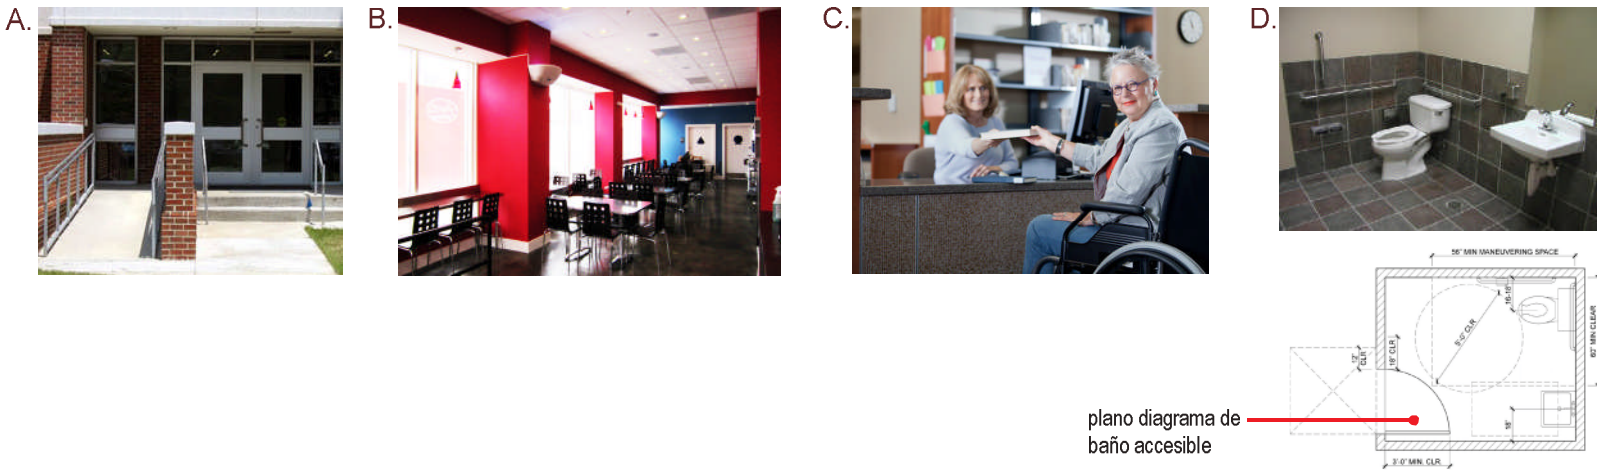 A.
B.
C.
D.
56" MIN MANEUVERING SPACE
16-18"
5'-0" CLR
60" MIN CLEAR
12"
CLR
18" CLR
18"
3'-0" MIN. CLR
plano diagrama de
baño accesible